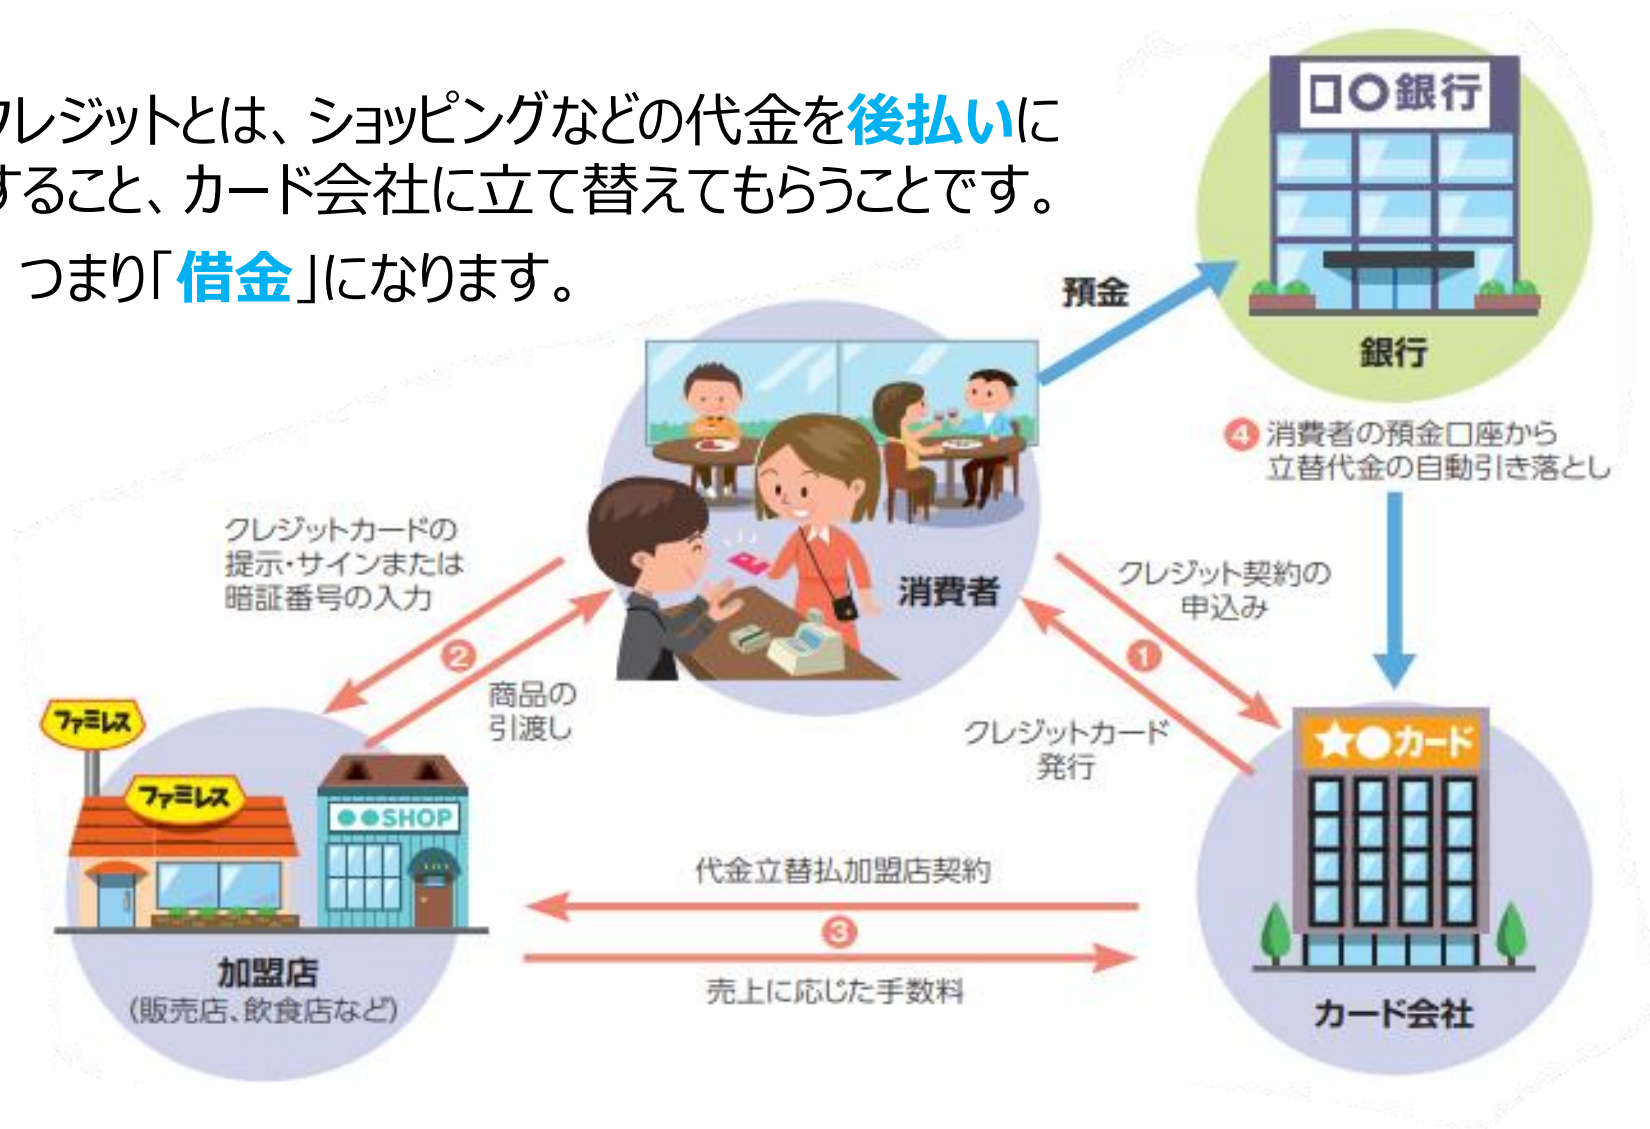 クレジットとは、ショッピングなどの代金を後払いに
すること、カード会社に立て替えてもらうことです。
つまり「借金」になります。
口〇銀行
預金
銀行
4 消費者の預金口座から
立替代金の自動引き落とし
クレジットカードの
提示・サインまたは
暗証番号の入力
消費者
クレジット契約の
申込み
2
1
商品の
引渡し
クレジットカード
発行
ファミレス
ファミレス
●●SHOP
★●カード
代金立替払加盟店契約
3
売上に応じた手数料
加盟店
(販売店、飲食店など)
カード会社